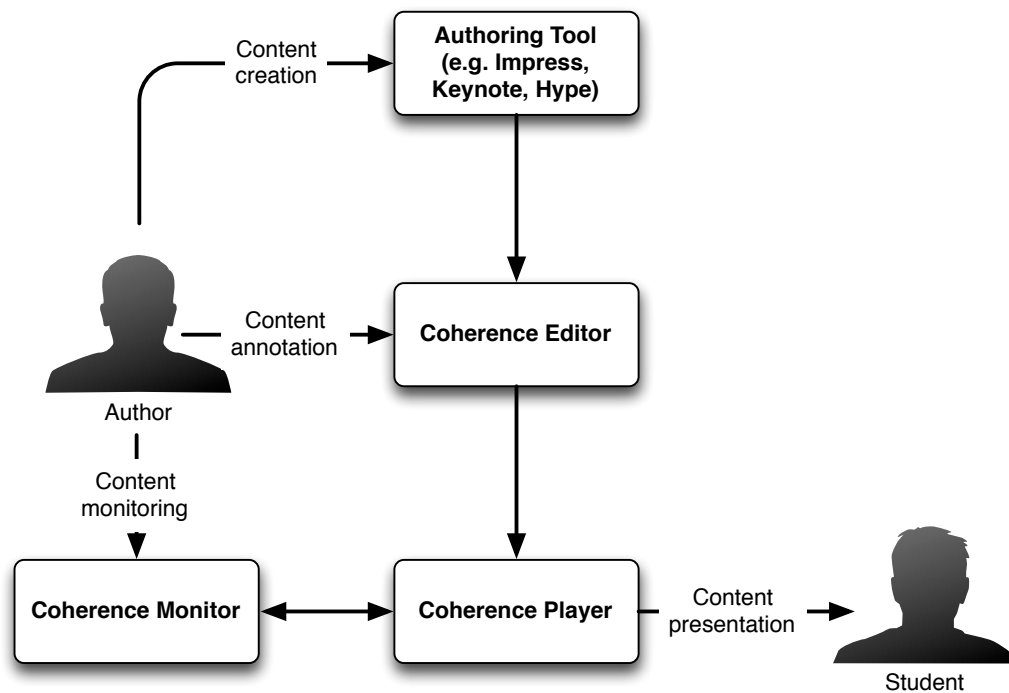 Content
creation
Authoring Tool
(e.g. Impress,
Keynote, Hype)
Content
annotation
Coherence Editor
Author
Content
monitoring
Coherence Monitor
Coherence Player
Content
presentation
Student